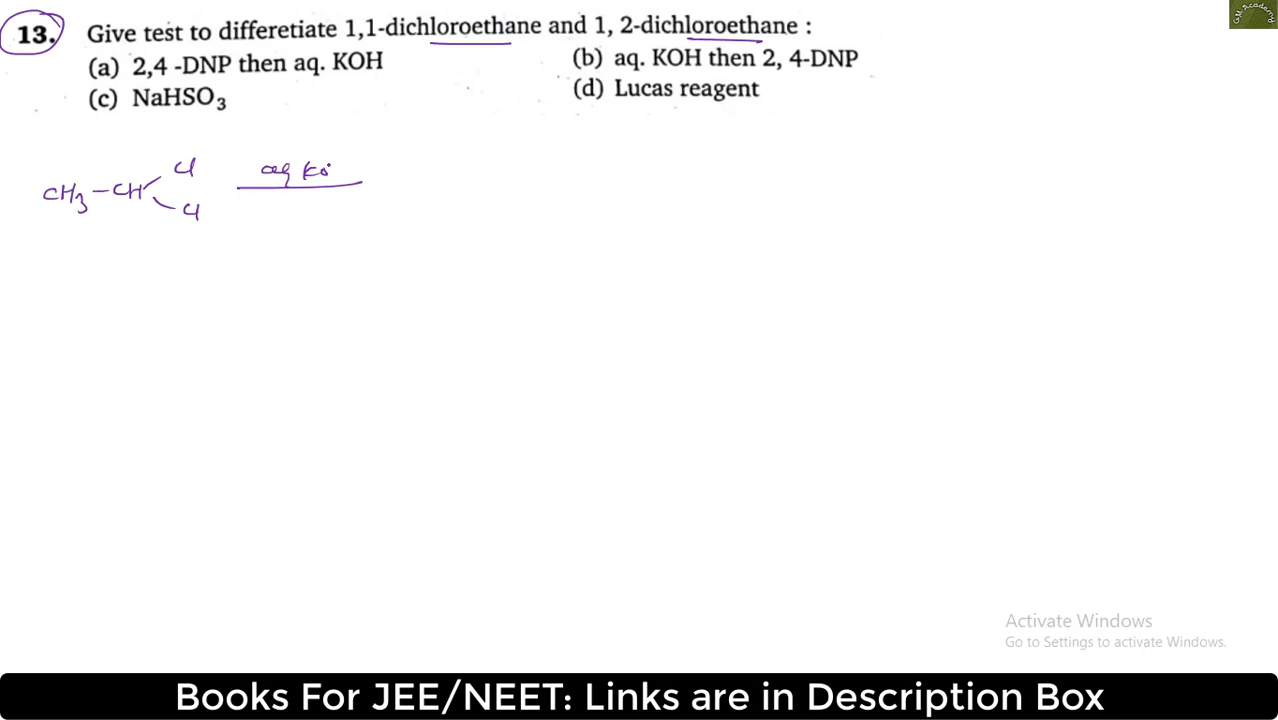 G.M. Academy
13. Give test to differetiate 1,1-dichloroethane and 1, 2-dichloroethane :
(a) 2,4 -DNP then aq. KOH (b) aq. KOH then 2, 4-DNP
(c) NaHSO₃ (d) Lucas reagent
Cl aq Ko
CH₃-CH
Cl
Activate Windows
Go to Settings to activate Windows.
Books For JEE/NEET: Links are in Description Box